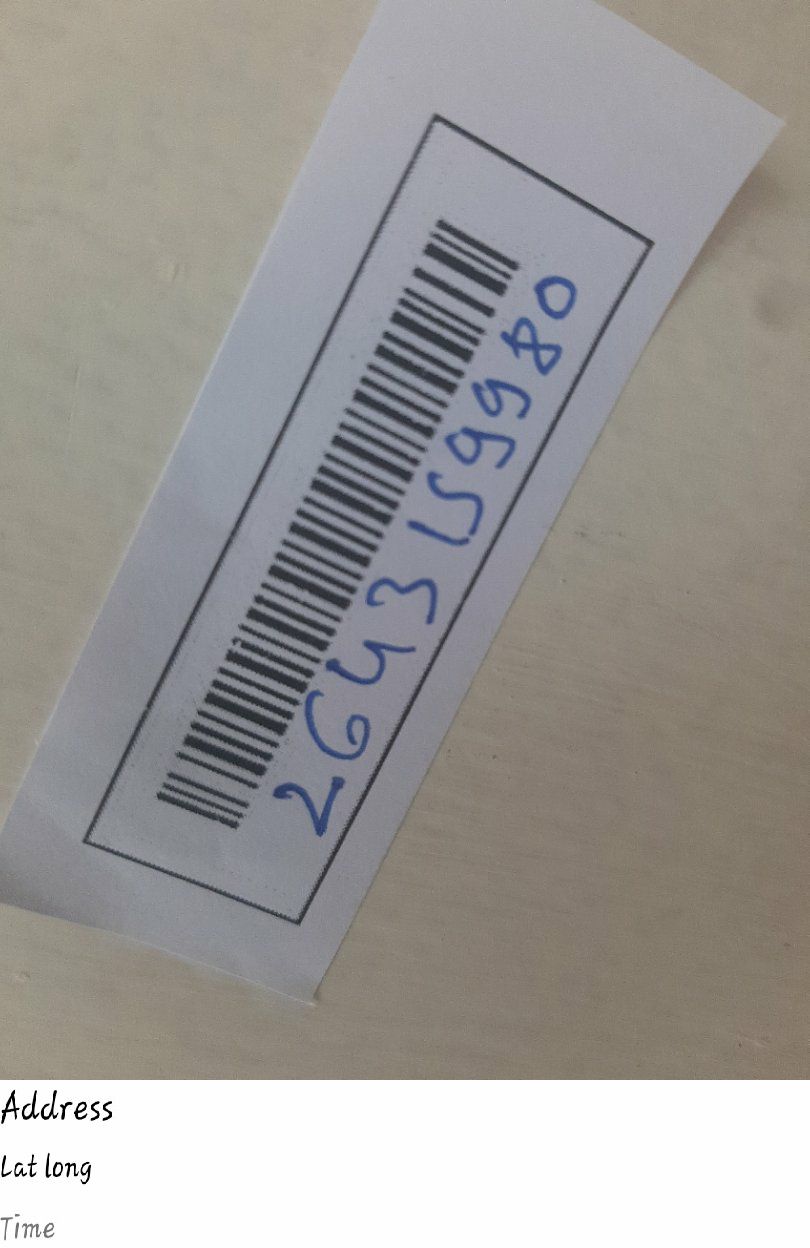 2643159980
Address
Lat long
Time